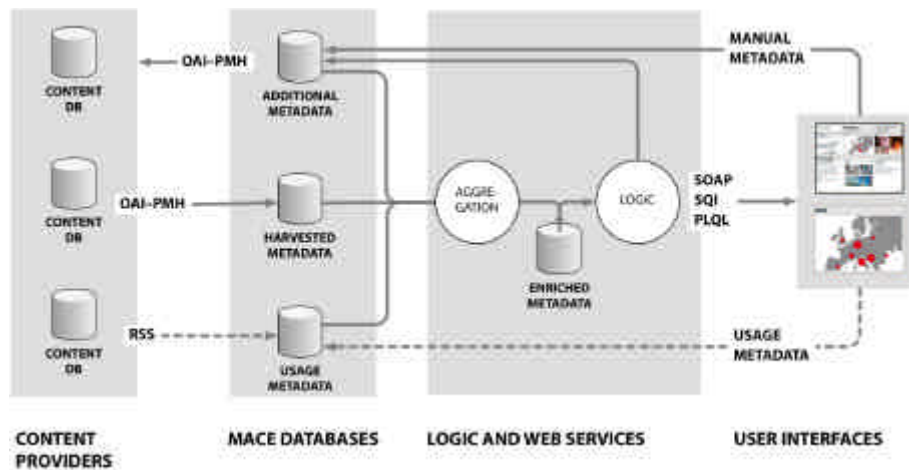 OAI-PMH
CONTENT
DB
ADDITIONAL
METADATA
MANUAL
METADATA
CONTENT
DB
OAI-PMH
HARVESTED
METADATA
AGGRE-
GATION
LOGIC
SOAP
SQI
PLQL
ENRICHED
METADATA
CONTENT
DB
RSS
USAGE
METADATA
USAGE
METADATA
CONTENT
PROVIDERS
MACE DATABASES
LOGIC AND WEB SERVICES
USER INTERFACES